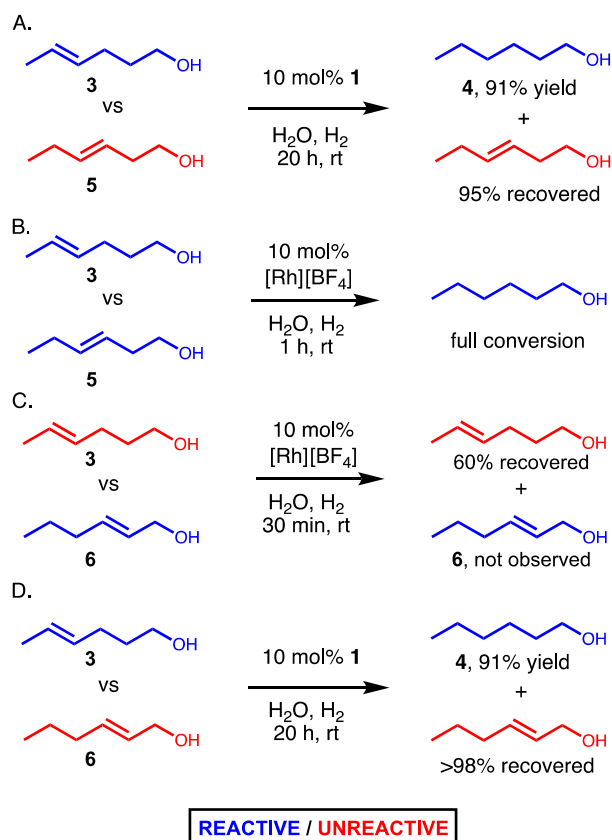 A.
OH
3
vs
OH
5
10 mol% 1
H₂O, H₂
20 h, rt
OH
4, 91% yield
+
OH
95% recovered
B.
OH
3
vs
OH
5
10 mol%
[Rh][BF₄]
H₂O, H₂
1 h, rt
OH
full conversion
C.
OH
3
vs
OH
6
10 mol%
[Rh][BF₄]
H₂O, H₂
30 min, rt
OH
60% recovered
+
OH
6, not observed
D.
OH
3
vs
OH
6
10 mol% 1
H₂O, H₂
20 h, rt
OH
4, 91% yield
+
OH
>98% recovered
REACTIVE / UNREACTIVE